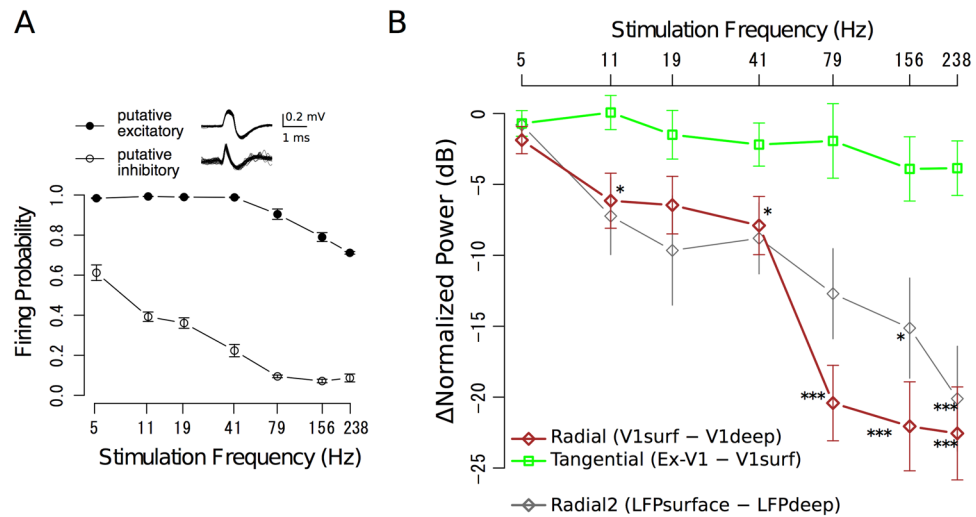 A
putative
excitatory
0.2 mV
1 ms
putative
inhibitory
Firing Probability
1.0
0.8
0.6
0.4
0.2
0.0
5 11 19 41 79 156 238
Stimulation Frequency (Hz)
B
Stimulation Frequency (Hz)
5 11 19 41 79 156 238
ΔNormalized Power (dB)
0
−5
−10
−15
−20
−25
*
*
*
***
***
***
***
Radial (V1surf − V1deep)
Tangential (Ex-V1 − V1surf)
Radial2 (LFPsurface − LFPdeep)